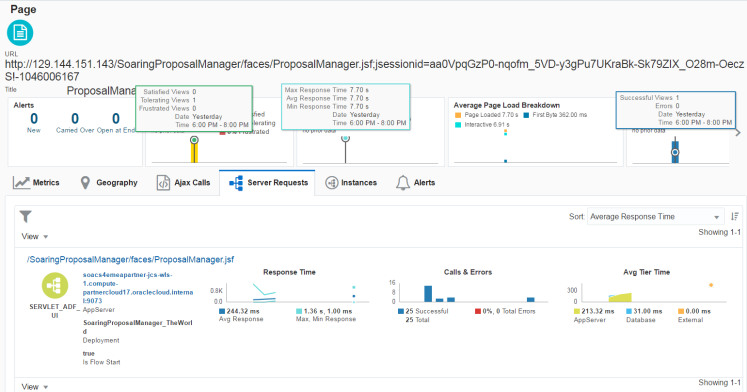 Page
URL
http://129.144.151.143/SoaringProposalManager/faces/ProposalManager.jsf;jsessionid=aa0VpqGzP0-nqofm_5VD-y3gPu7UKraBk-Sk79ZIX_O28m-Oecz
SI-1046006167
Title ProposalMana
Satisfied Views 0
Tolerating Views 1
Frustrated Views 0
Date Yesterday
Time 6:00 PM - 8:00 PM
Max Response Time 7.70 s
Avg Response Time 7.70 s
Min Response Time 7.70 s
Date Yesterday
Time 6:00 PM - 8:00 PM
Successful Views 1
Errors 0
Date Yesterday
Time 6:00 PM - 8:00 PM
Alerts
0 0 0
New Carried Over Open at End
no prior data
Average Page Load Breakdown
Page Loaded 7.70 s First Byte 362.00 ms
Interactive 6.91 s
no prior data
Metrics Geography Ajax Calls Server Requests Instances Alerts
Sort: Average Response Time
View Showing 1-1
/SoaringProposalManager/faces/ProposalManager.jsf
SERVLET_ADF_
UI
soacs4emeapartner-jcs-wls-
1.compute-
partnercloud17.oraclecloud.interna
l:9073
AppServer
SoaringProposalManager_TheWorl
d
Deployment
true
Is Flow Start
Response Time
0.8K
0.0
244.32 ms 1.36 s, 1.00 ms
Avg Response Max, Min Response
Calls & Errors
16
8
0
25 Successful 0%, 0 Total Errors
25 Total
Avg Tier Time
300
0
213.32 ms 31.00 ms 0.00 ms
AppServer Database External
View Showing 1-1